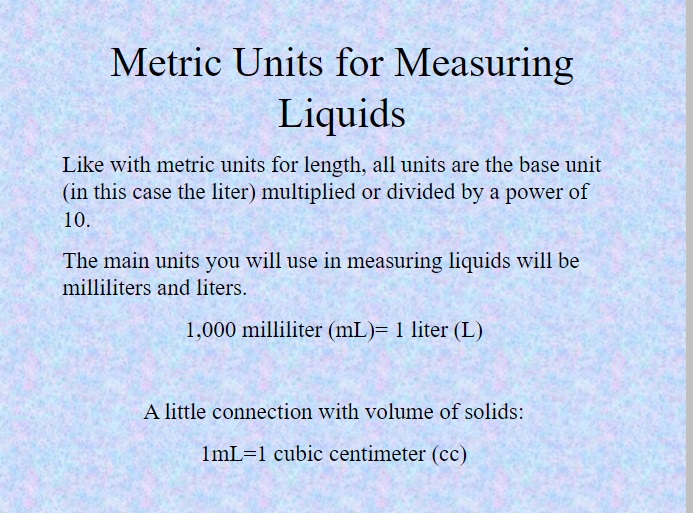 Metric Units for Measuring
Liquids
Like with metric units for length, all units are the base unit
(in this case the liter) multiplied or divided by a power of
10.
The main units you will use in measuring liquids will be
milliliters and liters.
1,000 milliliter (mL)= 1 liter (L)
A little connection with volume of solids:
1mL=1 cubic centimeter (cc)